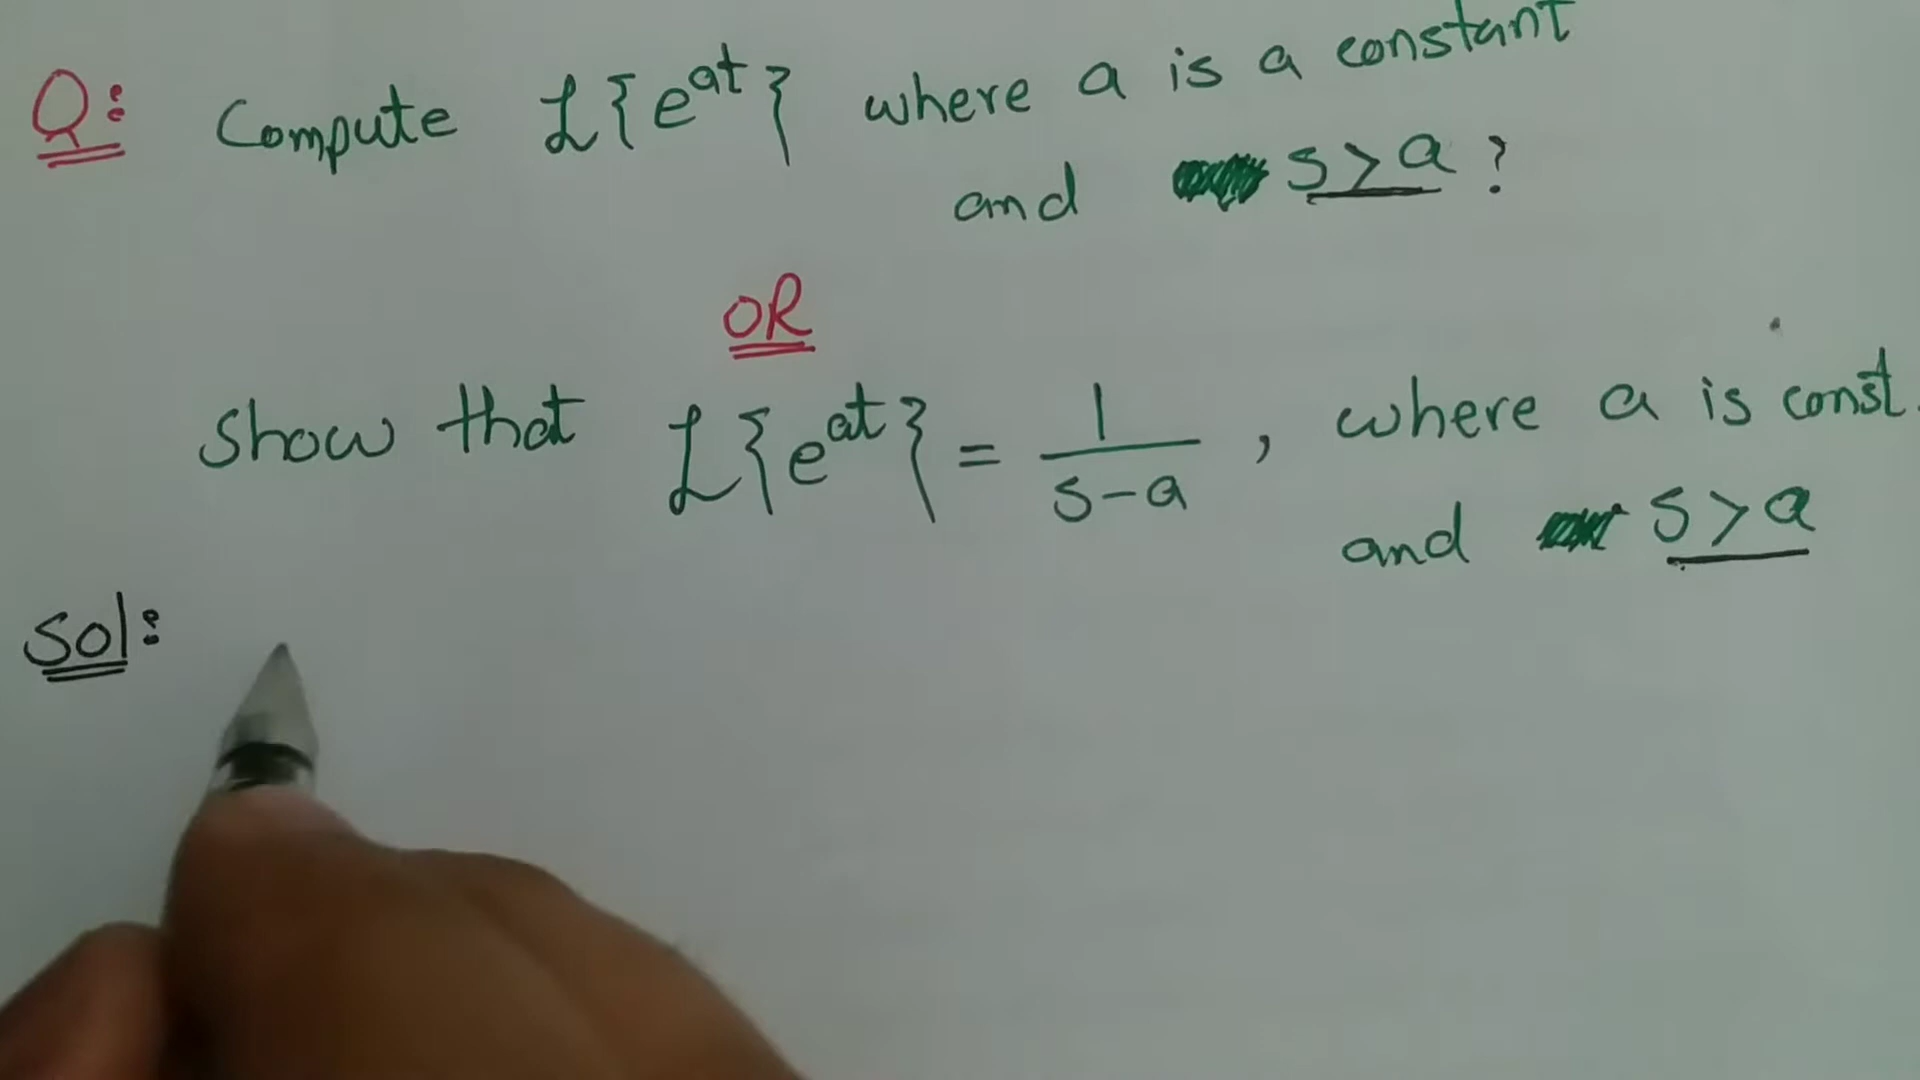 Q: Compute ℒ{e^{at}} where a is a constant
and s>a ?
OR
Show that ℒ{e^{at}} = 1/(s-a) , where a is const.
and s>a
Sol: